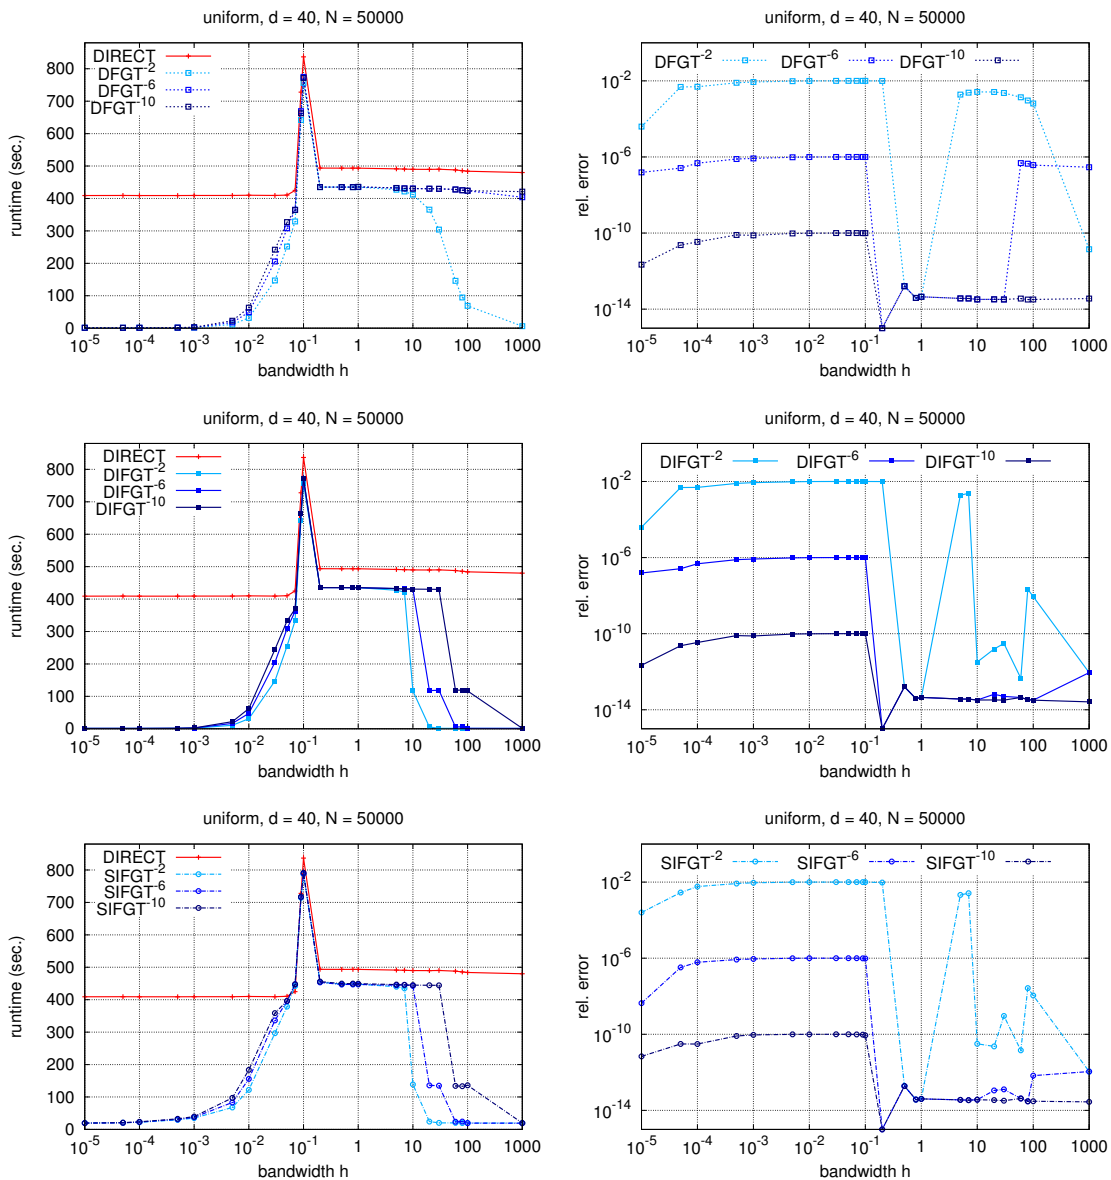 uniform, d = 40, N = 50000
DIRECT
DFGT^-2
DFGT^-6
DFGT^-10
800
700
600
500
400
300
200
100
0
runtime (sec.)
10^-5 10^-4 10^-3 10^-2 10^-1 1 10 100 1000
bandwidth h
uniform, d = 40, N = 50000
DFGT^-2 DFGT^-6 DFGT^-10
10^-2
10^-6
10^-10
10^-14
rel. error
10^-5 10^-4 10^-3 10^-2 10^-1 1 10 100 1000
bandwidth h
uniform, d = 40, N = 50000
DIRECT
DIFGT^-2
DIFGT^-6
DIFGT^-10
800
700
600
500
400
300
200
100
0
runtime (sec.)
10^-5 10^-4 10^-3 10^-2 10^-1 1 10 100 1000
bandwidth h
uniform, d = 40, N = 50000
DIFGT^-2 DIFGT^-6 DIFGT^-10
10^-2
10^-6
10^-10
10^-14
rel. error
10^-5 10^-4 10^-3 10^-2 10^-1 1 10 100 1000
bandwidth h
uniform, d = 40, N = 50000
DIRECT
SIFGT^-2
SIFGT^-6
SIFGT^-10
800
700
600
500
400
300
200
100
0
runtime (sec.)
10^-5 10^-4 10^-3 10^-2 10^-1 1 10 100 1000
bandwidth h
uniform, d = 40, N = 50000
SIFGT^-2 SIFGT^-6 SIFGT^-10
10^-2
10^-6
10^-10
10^-14
rel. error
10^-5 10^-4 10^-3 10^-2 10^-1 1 10 100 1000
bandwidth h